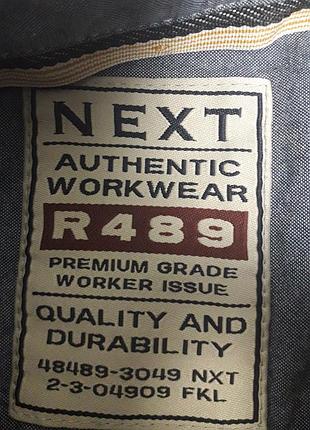 NEXT
AUTHENTIC
WORKWEAR
R489
PREMIUM GRADE
WORKER ISSUE
QUALITY AND
DURABILITY
48489-3049 NXT
2-3-04909 FKL